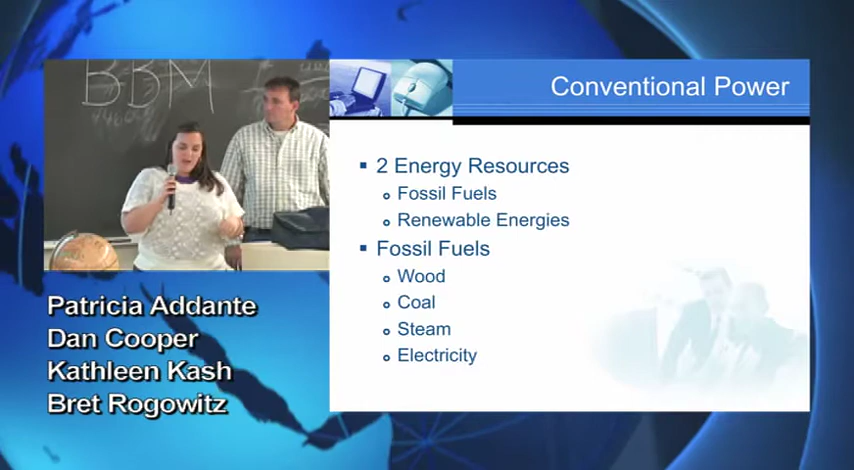 BBM
Conventional Power
2 Energy Resources
Fossil Fuels
Renewable Energies
Fossil Fuels
Wood
Coal
Steam
Electricity
Patricia Addante
Dan Cooper
Kathleen Kash
Bret Rogowitz